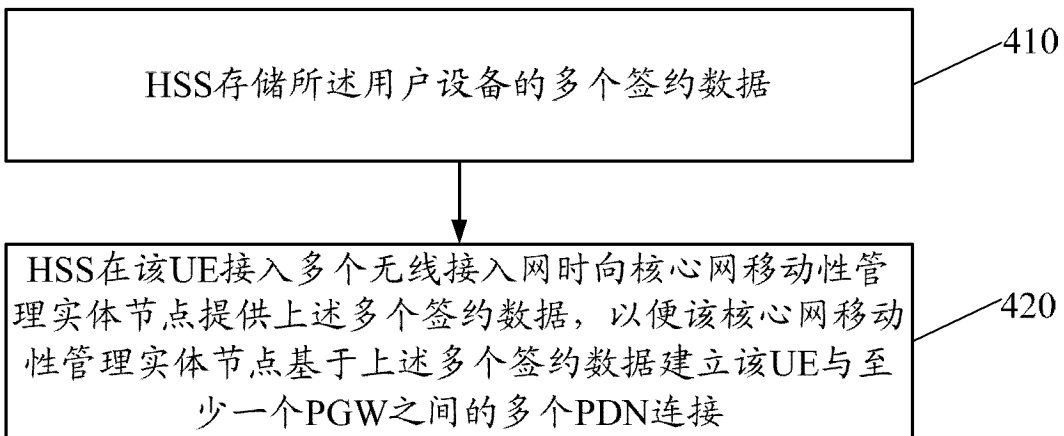 410
HSS存储所述用户设备的多个签约数据
HSS在该UE接入多个无线接入网时向核心网移动性管
理实体节点提供上述多个签约数据，以便该核心网移动
性管理实体节点基于上述多个签约数据建立该UE与至
少一个PGW之间的多个PDN连接
420